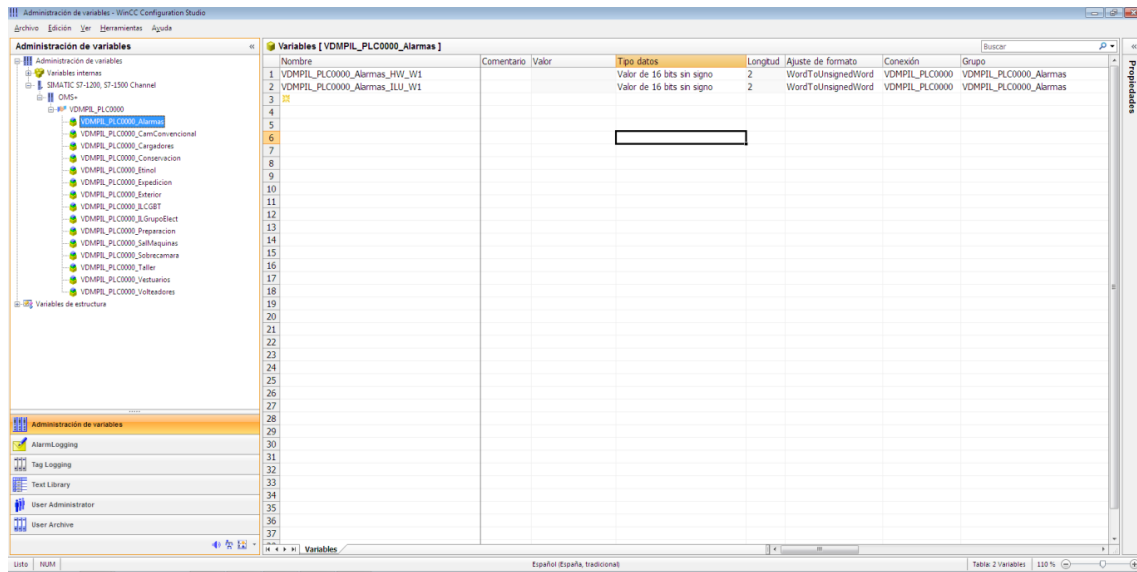 Administración de variables - WinCC Configuration Studio
Archivo Edición Ver Herramientas Ayuda
Administración de variables «
Administración de variables
Variables internas
SIMATIC S7-1200, S7-1500 Channel
OMS+
VDMPIL_PLC0000
VDMPIL_PLC0000_Alarmas
VDMPIL_PLC0000_CamConvencional
VDMPIL_PLC0000_Cargadores
VDMPIL_PLC0000_Conservacion
VDMPIL_PLC0000_Etinol
VDMPIL_PLC0000_Expedicion
VDMPIL_PLC0000_Exterior
VDMPIL_PLC0000_ILCGBT
VDMPIL_PLC0000_ILGrupoElect
VDMPIL_PLC0000_Preparacion
VDMPIL_PLC0000_SalMaquinas
VDMPIL_PLC0000_Sobrecamara
VDMPIL_PLC0000_Taller
VDMPIL_PLC0000_Vestuarios
VDMPIL_PLC0000_Volteadores
Variables de estructura
Administración de variables
AlarmLogging
Tag Logging
Text Library
User Administrator
User Archive
Variables [ VDMPIL_PLC0000_Alarmas ] Buscar
Nombre Comentario Valor Tipo datos Longitud Ajuste de formato Conexión Grupo
1 VDMPIL_PLC0000_Alarmas_HW_W1 Valor de 16 bits sin signo 2 WordToUnsignedWord VDMPIL_PLC0000 VDMPIL_PLC0000_Alarmas
2 VDMPIL_PLC0000_Alarmas_ILU_W1 Valor de 16 bits sin signo 2 WordToUnsignedWord VDMPIL_PLC0000 VDMPIL_PLC0000_Alarmas
3
4
5
6
7
8
9
10
11
12
13
14
15
16
17
18
19
20
21
22
23
24
25
26
27
28
29
30
31
32
33
34
35
36
37
Variables
« Propiedades
Listo NUM Español (España, tradicional) Tabla: 2 Variables 110 %